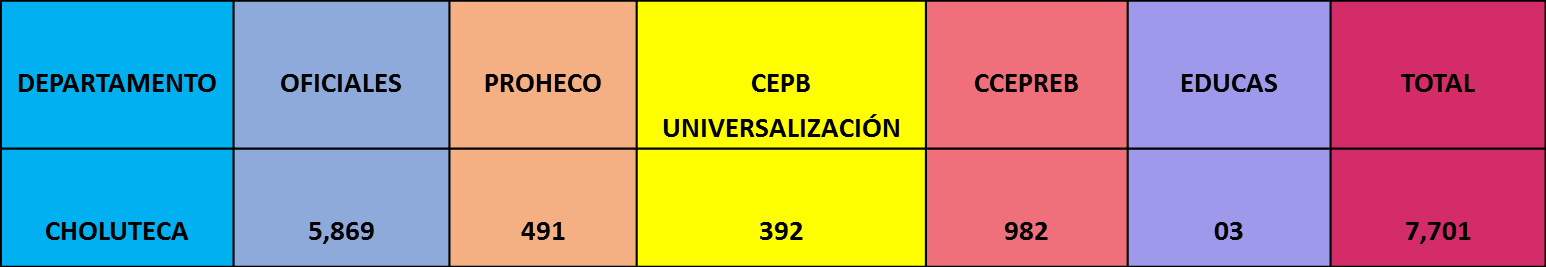 DEPARTAMENTO OFICIALES PROHECO CEPB UNIVERSALIZACIÓN CCEPREB EDUCAS TOTAL
CHOLUTECA 5,869 491 392 982 03 7,701